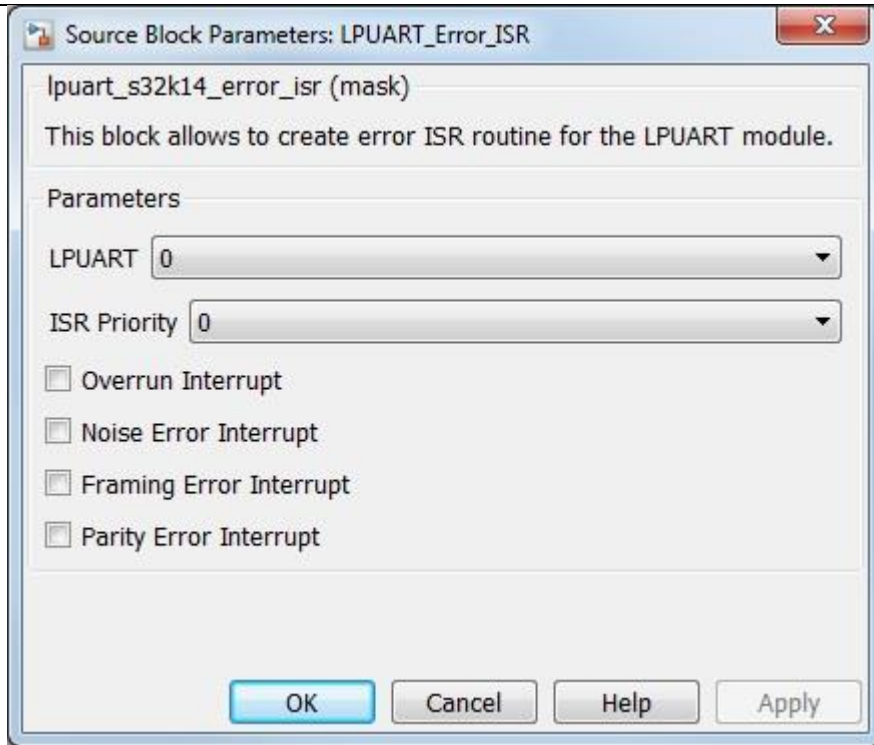 Source Block Parameters: LPUART_Error_ISR
lpuart_s32k14_error_isr (mask)
This block allows to create error ISR routine for the LPUART module.
Parameters
LPUART 0
ISR Priority 0
Overrun Interrupt
Noise Error Interrupt
Framing Error Interrupt
Parity Error Interrupt
OK Cancel Help Apply